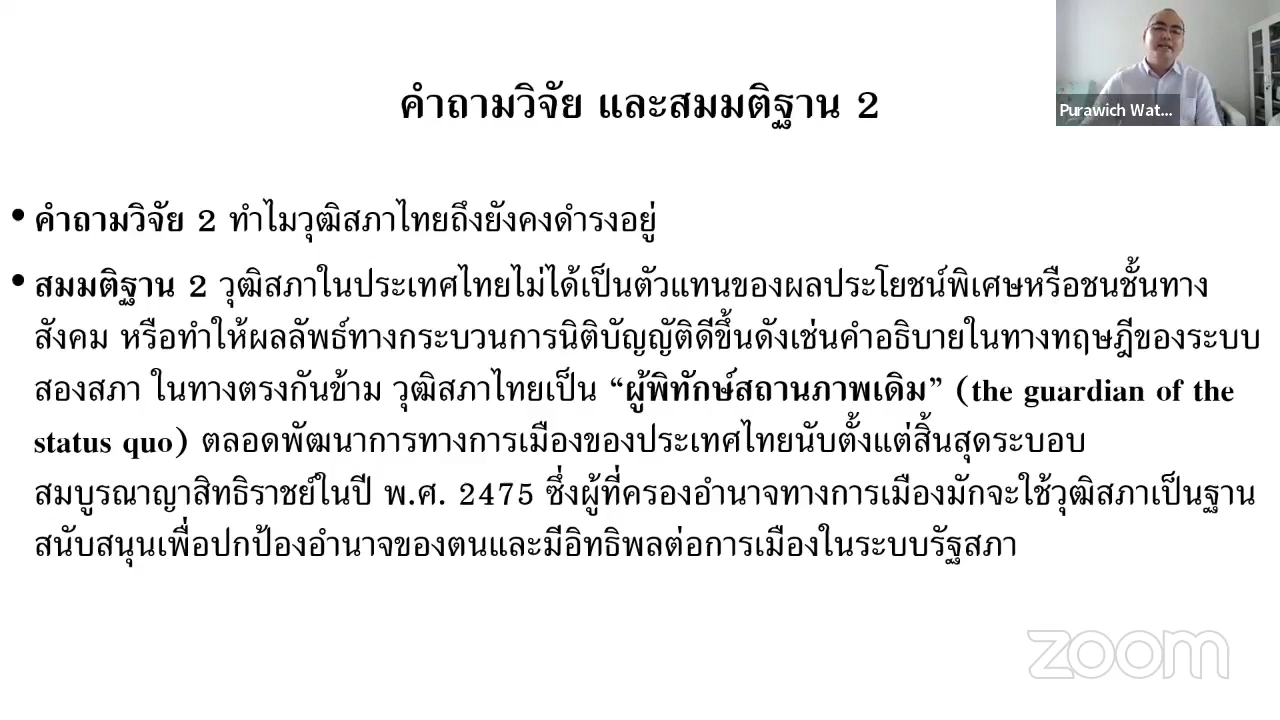 คำถามวิจัย และสมมติฐาน 2
Purawich Wat...
• คำถามวิจัย 2 ทำไมวุฒิสภาไทยถึงยังคงดำรงอยู่
• สมมติฐาน 2 วุฒิสภาในประเทศไทยไม่ได้เป็นตัวแทนของผลประโยชน์พิเศษหรือชนชั้นทาง
สังคม หรือทำให้ผลลัพธ์ทางกระบวนการนิติบัญญัติดีขึ้นดังเช่นคำอธิบายในทางทฤษฎีของระบบ
สองสภา ในทางตรงกันข้าม วุฒิสภาไทยเป็น “ผู้พิทักษ์สถานภาพเดิม” (the guardian of the
status quo) ตลอดพัฒนาการทางการเมืองของประเทศไทยนับตั้งแต่สิ้นสุดระบอบ
สมบูรณาญาสิทธิราชย์ในปี พ.ศ. 2475 ซึ่งผู้ที่ครองอำนาจทางการเมืองมักจะใช้วุฒิสภาเป็นฐาน
สนับสนุนเพื่อปกป้องอำนาจของตนและมีอิทธิพลต่อการเมืองในระบบรัฐสภา
zoom